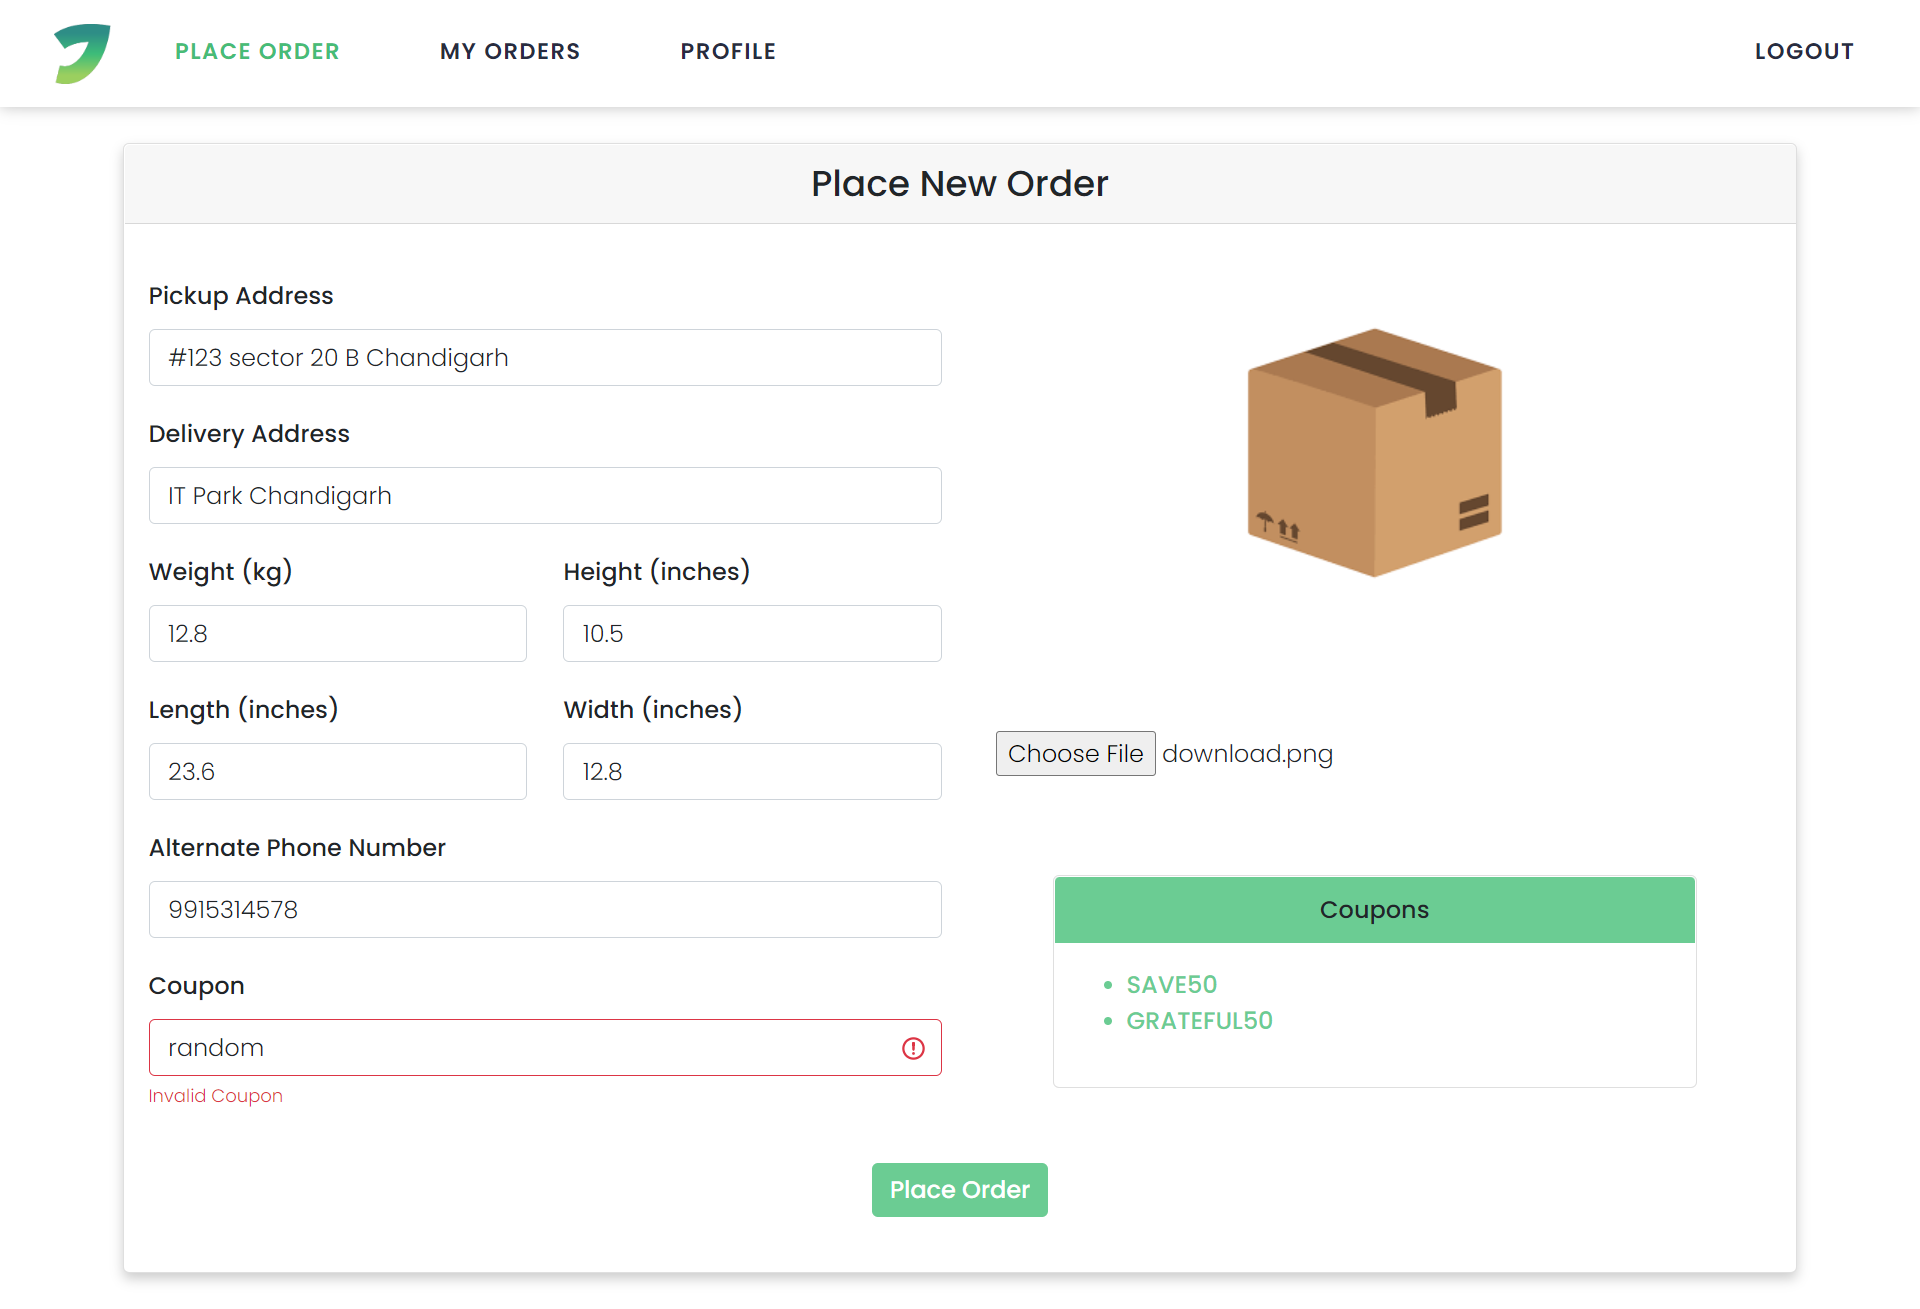 PLACE ORDER MY ORDERS PROFILE LOGOUT
Place New Order
Pickup Address
#123 sector 20 B Chandigarh
Delivery Address
IT Park Chandigarh
Weight (kg) Height (inches)
12.8 10.5
Length (inches) Width (inches)
23.6 12.8
Choose File download.png
Alternate Phone Number
9915314578
Coupon
random
Invalid Coupon
Coupons
SAVE50
GRATEFUL50
Place Order